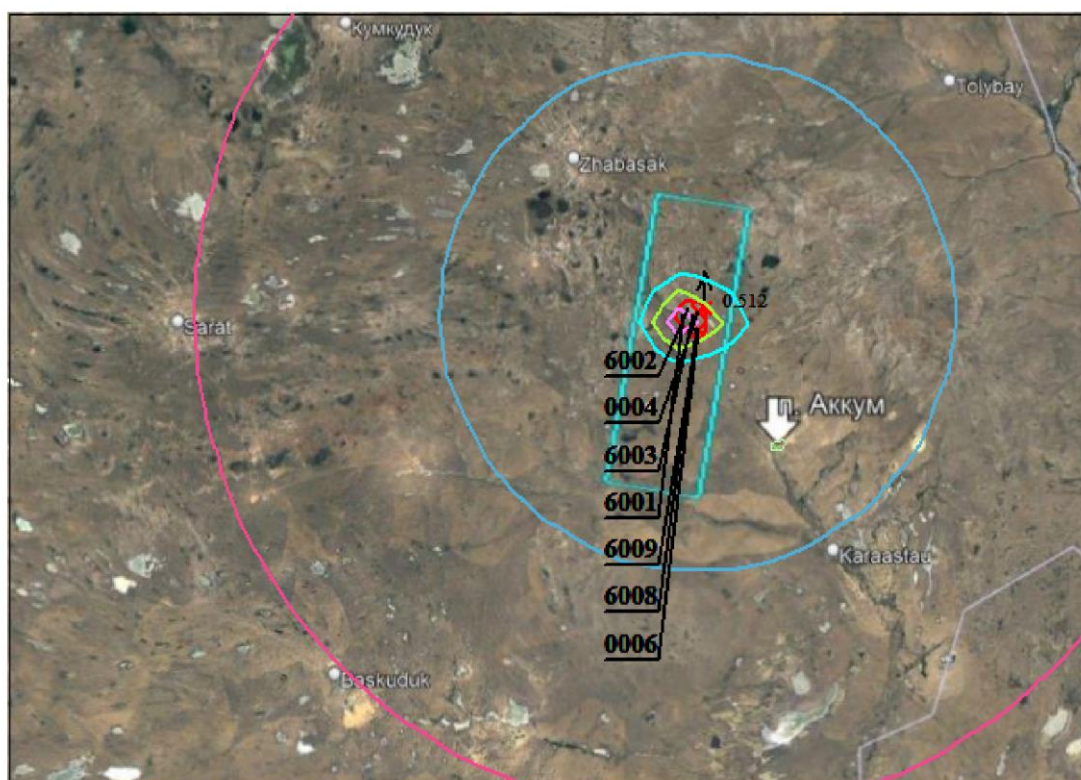 Кумкудук
Tolybay
Zhabasak
0.512
Sarat
6002
п. Аккум
0004
6003
6001
6009
Karaastau
6008
0006
Baskuduk